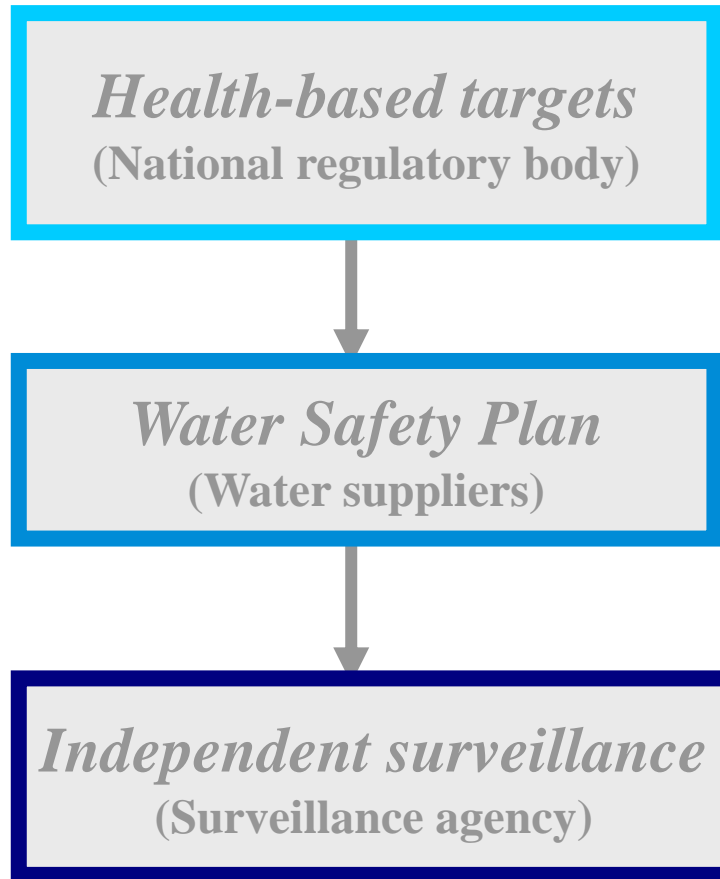 Health-based targets
(National regulatory body)
Water Safety Plan
(Water suppliers)
Independent surveillance
(Surveillance agency)